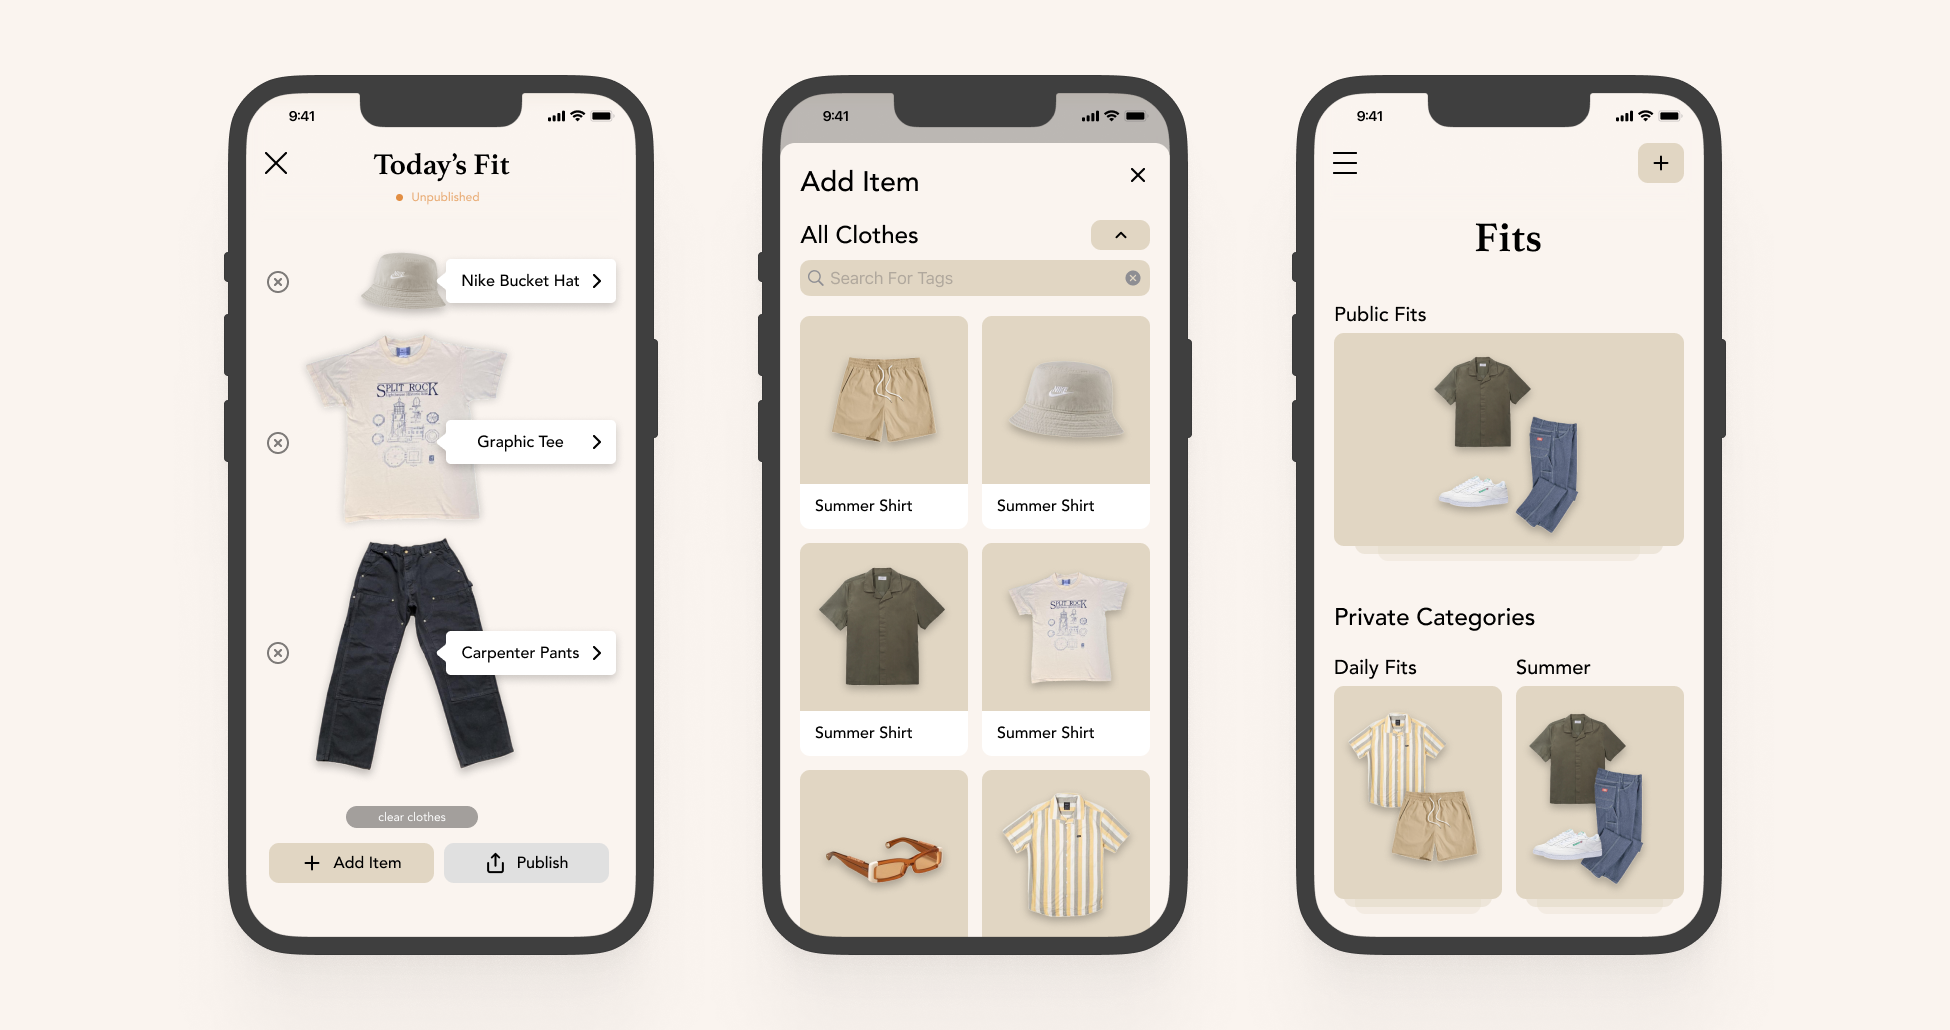 9:41
Today's Fit
Unpublished
Nike Bucket Hat
SPLIT ROCK
Graphic Tee
Carpenter Pants
clear clothes
Add Item
Publish
9:41
Add Item
All Clothes
Search For Tags
NIKE
Summer Shirt
Summer Shirt
SPLIT ROCK
Summer Shirt
Summer Shirt
9:41
Fits
Public Fits
Private Categories
Daily Fits
Summer